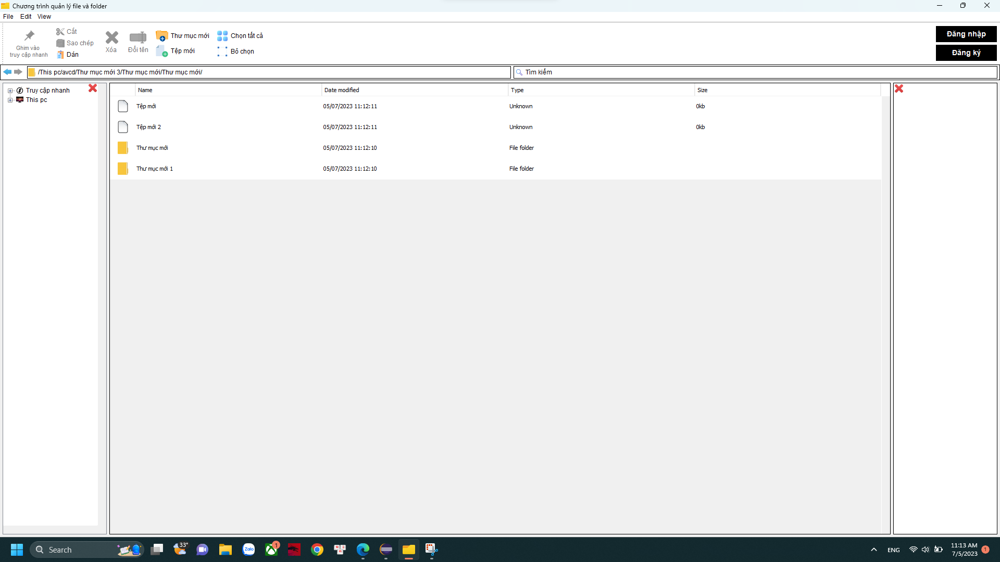 Chương trình quản lý file và folder
File Edit View
Ghim vào
truy cập nhanh
Cắt
Sao chép
Dán
Xóa
Đổi tên
Thư mục mới
Tệp mới
Chọn tất cả
Bỏ chọn
Đăng nhập
Đăng ký
/This pc/avcd/Thư mục mới 3/Thư mục mới/Thư mục mới/
Tìm kiếm
Truy cập nhanh
This pc
Name Date modified Type Size
Tệp mới 05/07/2023 11:12:11 Unknown 0kb
Tệp mới 2 05/07/2023 11:12:11 Unknown 0kb
Thư mục mới 05/07/2023 11:12:10 File folder
Thư mục mới 1 05/07/2023 11:12:10 File folder
Search
33°
Zalo
1
ENG
11:13 AM
7/5/2023
1